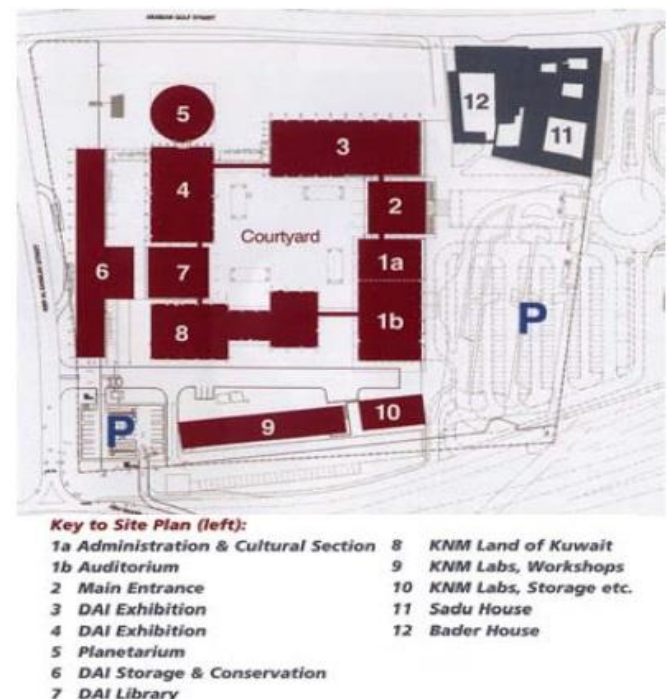 ARABIAN GULF STREET
5
12
11
3
4
2
Courtyard
1a
6
7
1b
P
8
10
P
9
Key to Site Plan (left):
1a Administration & Cultural Section
1b Auditorium
2 Main Entrance
3 DAI Exhibition
4 DAI Exhibition
5 Planetarium
6 DAI Storage & Conservation
7 DAI Library
8 KNM Land of Kuwait
9 KNM Labs, Workshops
10 KNM Labs, Storage etc.
11 Sadu House
12 Bader House